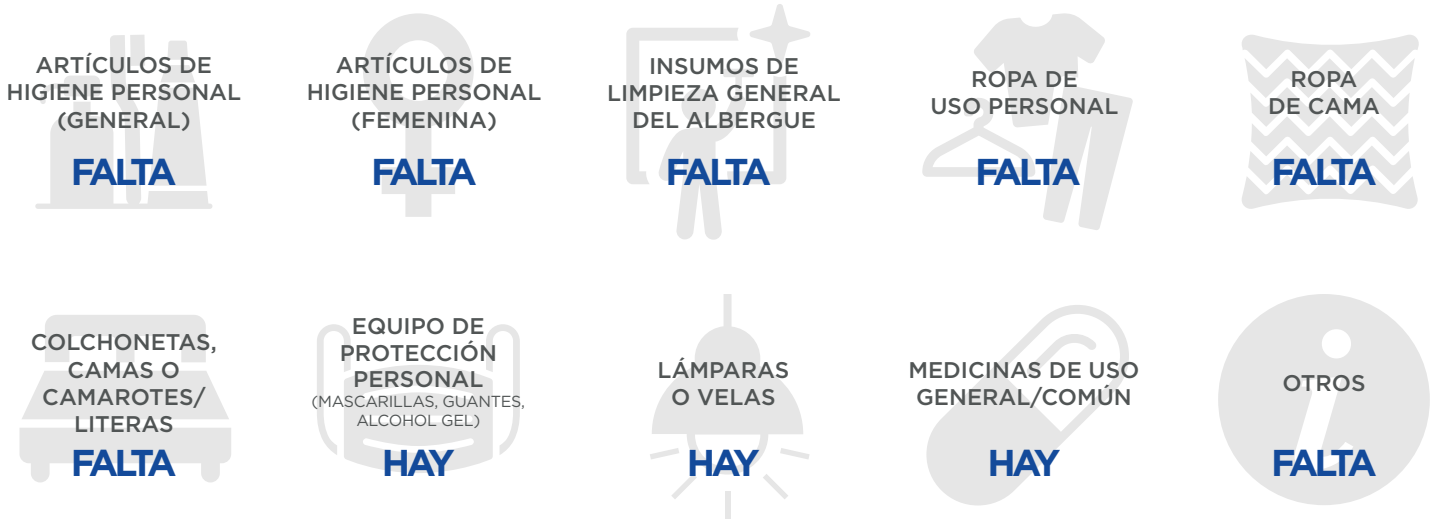 ARTÍCULOS DE
HIGIENE PERSONAL
(GENERAL)
FALTA
ARTÍCULOS DE
HIGIENE PERSONAL
(FEMENINA)
FALTA
INSUMOS DE
LIMPIEZA GENERAL
DEL ALBERGUE
FALTA
ROPA DE
USO PERSONAL
FALTA
ROPA
DE CAMA
FALTA
COLCHONETAS,
CAMAS O
CAMAROTES/
LITERAS
FALTA
EQUIPO DE
PROTECCIÓN
PERSONAL
(MASCARILLAS, GUANTES,
ALCOHOL GEL)
HAY
LÁMPARAS
O VELAS
HAY
MEDICINAS DE USO
GENERAL/COMÚN
HAY
OTROS
FALTA